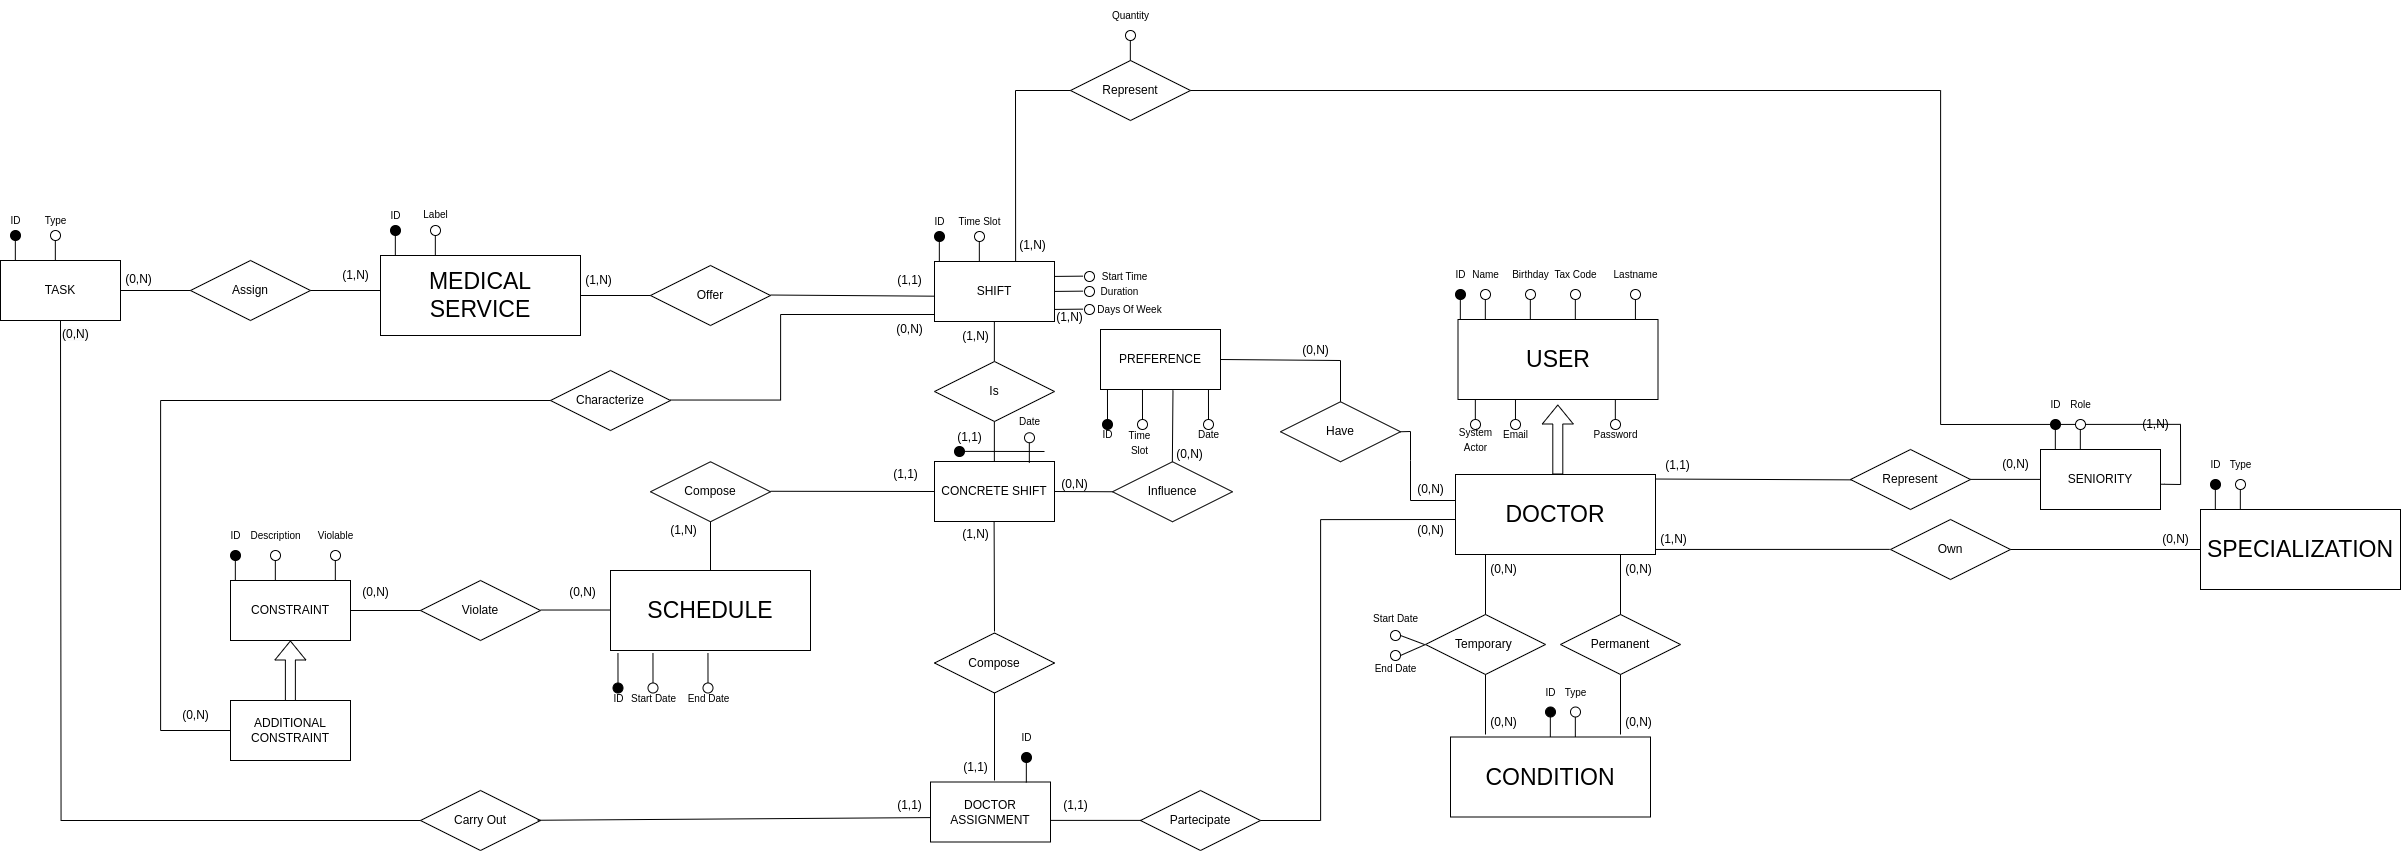 Quantity
Represent
ID
Type
ID
Label
ID
Time Slot
(1,N)
TASK
(0,N)
Assign
(1,N)
MEDICAL
SERVICE
(1,N)
Offer
(1,1)
SHIFT
Start Time
Duration
Days Of Week
(1,N)
ID
Name
Birthday
Tax Code
Lastname
(0,N)
(0,N)
(1,N)
PREFERENCE
(0,N)
USER
Characterize
Is
ID
Time
Slot
Date
Have
System
Actor
Email
Password
ID
Role
(1,N)
Date
(1,1)
(0,N)
Compose
(1,1)
CONCRETE SHIFT
(0,N)
Influence
(0,N)
DOCTOR
(1,1)
Represent
(0,N)
SENIORITY
ID
Type
(1,N)
(1,N)
(0,N)
(1,N)
Own
(0,N)
SPECIALIZATION
ID
Description
Violable
(0,N)
(0,N)
CONSTRAINT
(0,N)
Violate
(0,N)
SCHEDULE
Start Date
End Date
Temporary
Permanent
Compose
ID
Start Date
End Date
(0,N)
ADDITIONAL
CONSTRAINT
ID
Type
(0,N)
(0,N)
CONDITION
ID
(1,1)
Carry Out
(1,1)
DOCTOR
ASSIGNMENT
(1,1)
Partecipate